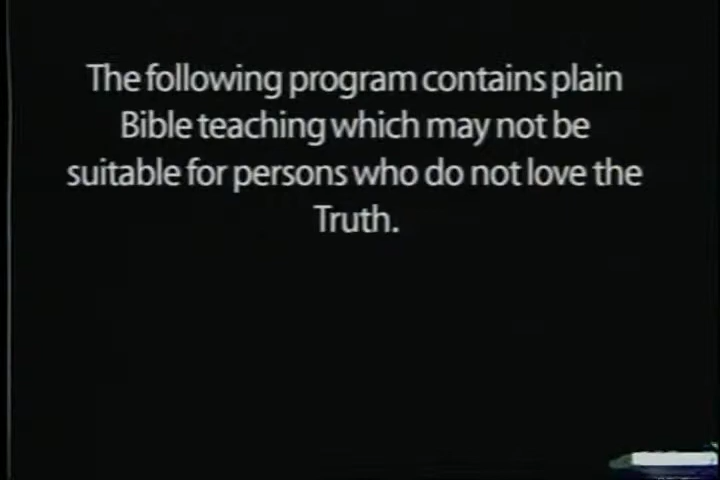 The following program contains plain
Bible teaching which may not be
suitable for persons who do not love the
Truth.